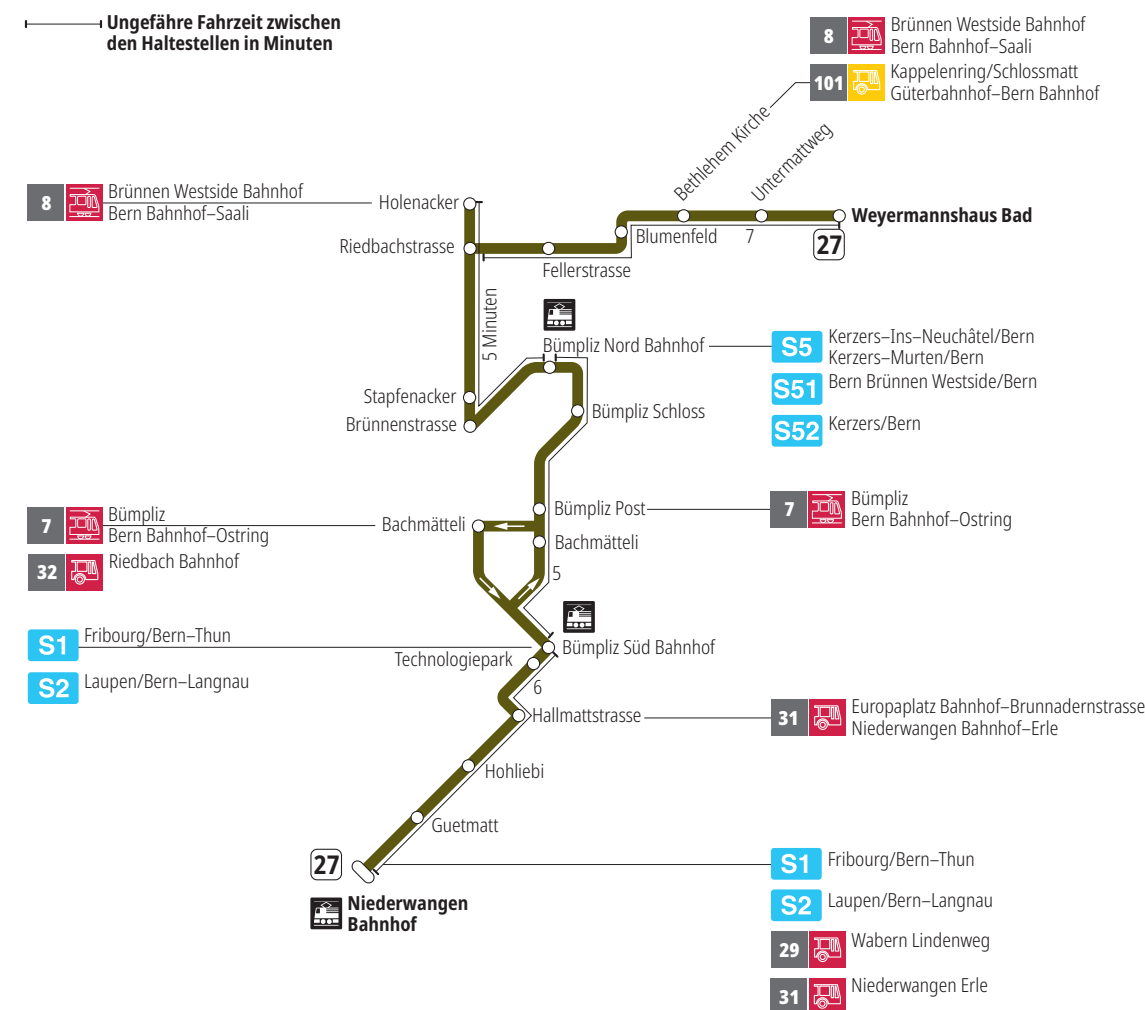 Ungefähre Fahrzeit zwischen
den Haltestellen in Minuten
8
Brünnen Westside Bahnhof
Bern Bahnhof–Saali
101
Kappelenring/Schlossmatt
Güterbahnhof–Bern Bahnhof
Bethlehem Kirche
Untermattweg
8
Brünnen Westside Bahnhof
Bern Bahnhof–Saali
Holenacker
Weyermannshaus Bad
27
Riedbachstrasse
Blumenfeld
7
Fellerstrasse
5 Minuten
Bümpliz Nord Bahnhof
S5
Kerzers–Ins–Neuchâtel/Bern
Kerzers–Murten/Bern
S51
Bern Brünnen Westside/Bern
S52
Kerzers/Bern
Stapfenacker
Brünnenstrasse
Bümpliz Schloss
7
Bümpliz
Bern Bahnhof–Ostring
32
Riedbach Bahnhof
Bachmätteli
Bümpliz Post
7
Bümpliz
Bern Bahnhof–Ostring
Bachmätteli
5
S1
Fribourg/Bern–Thun
S2
Laupen/Bern–Langnau
Bümpliz Süd Bahnhof
Technologiepark
6
Hallmattstrasse
31
Europaplatz Bahnhof–Brunnadernstrasse
Niederwangen Bahnhof–Erle
Hohliebi
Guetmatt
27
Niederwangen
Bahnhof
S1
Fribourg/Bern–Thun
S2
Laupen/Bern–Langnau
29
Wabern Lindenweg
31
Niederwangen Erle